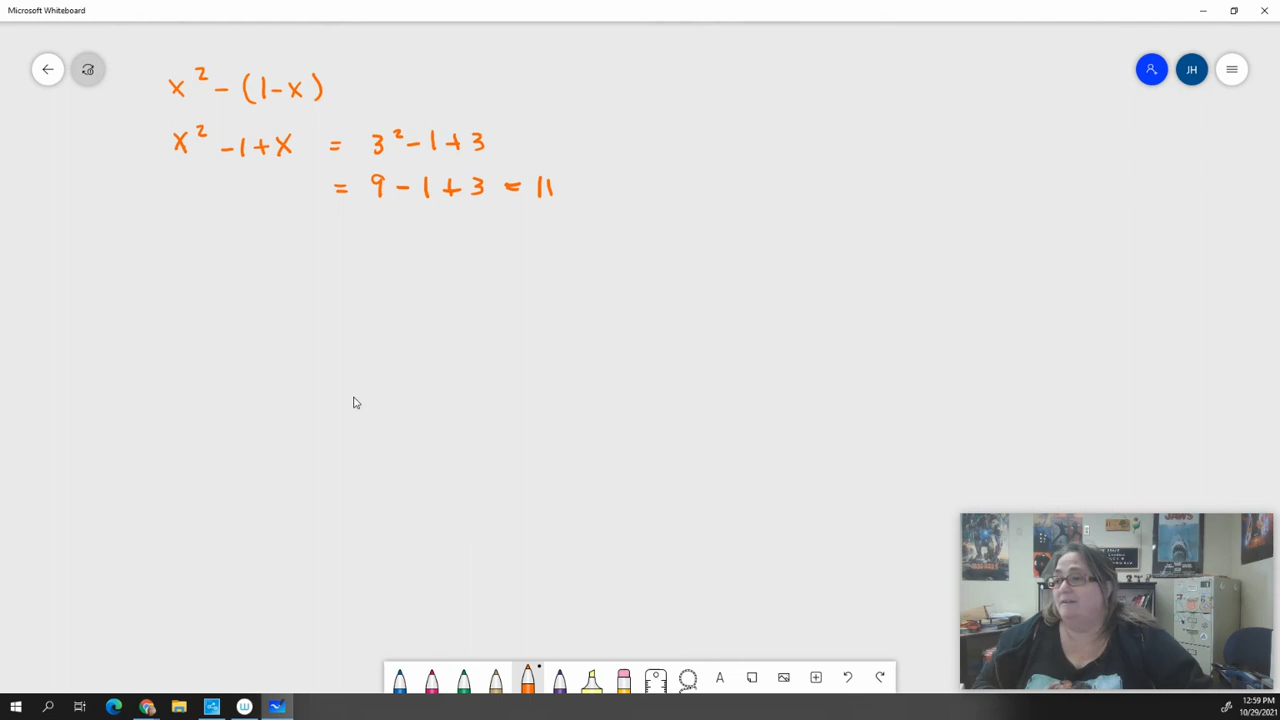 Microsoft Whiteboard
JH
x² - (1-x)
x² - 1 + x = 3² - 1 + 3
= 9 - 1 + 3 = 11
JAWS
A
12:59 PM
10/29/2021